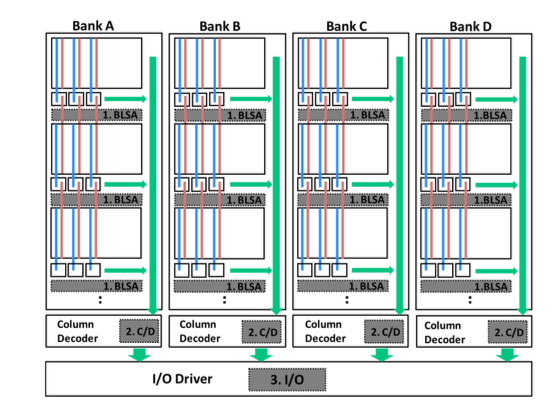 Bank A
Bank B
Bank C
Bank D
1. BLSA
1. BLSA
1. BLSA
1. BLSA
1. BLSA
1. BLSA
1. BLSA
1. BLSA
1. BLSA
1. BLSA
1. BLSA
1. BLSA
:
:
:
:
Column
Decoder
2. C/D
Column
Decoder
2. C/D
Column
Decoder
2. C/D
Column
Decoder
2. C/D
I/O Driver
3. I/O